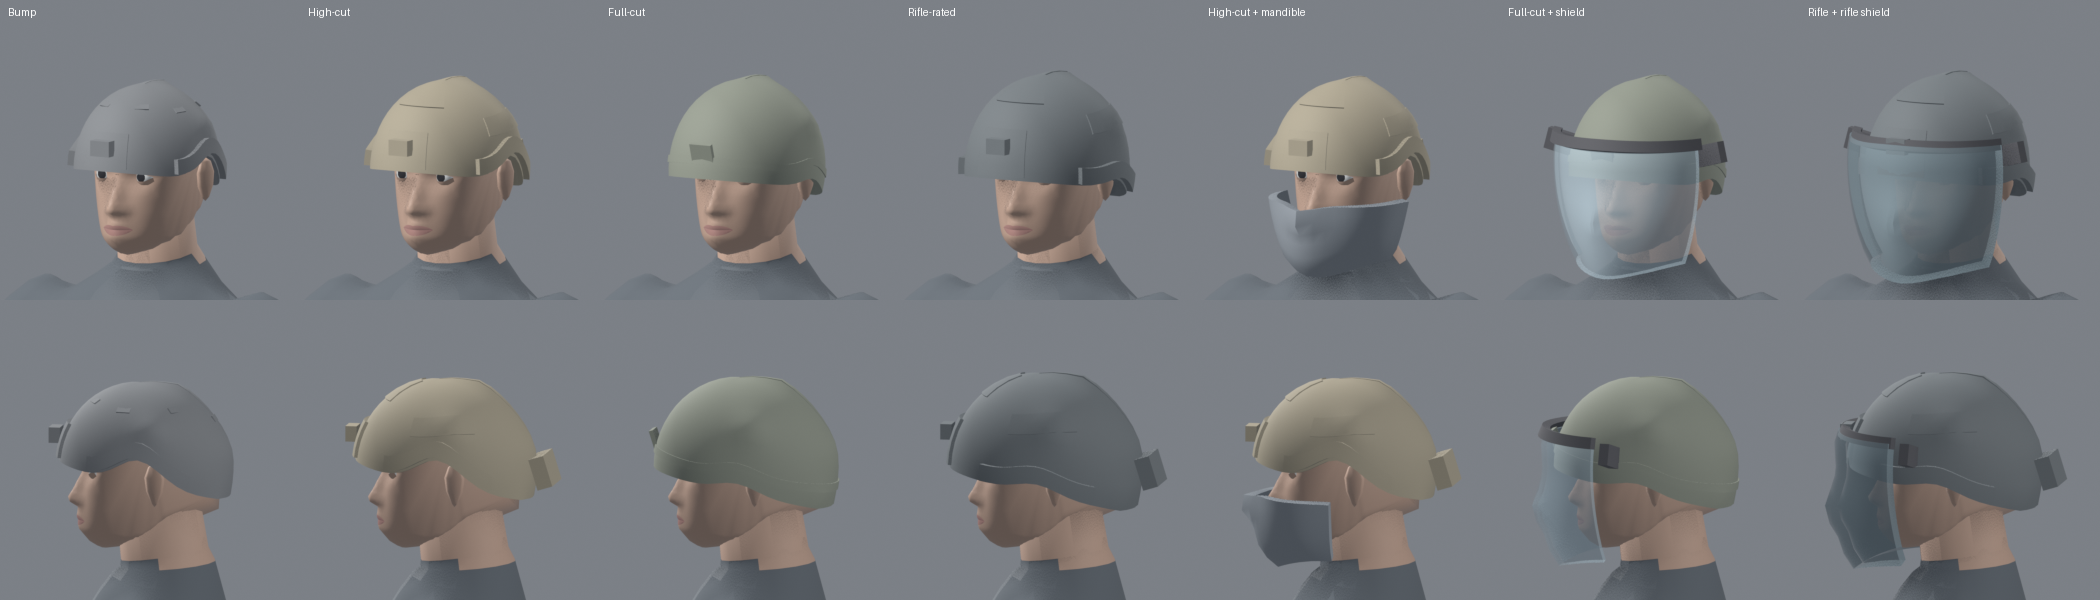 Bump
High-cut
Full-cut
Rifle-rated
High-cut + mandible
Full-cut + shield
Rifle + rifle shield